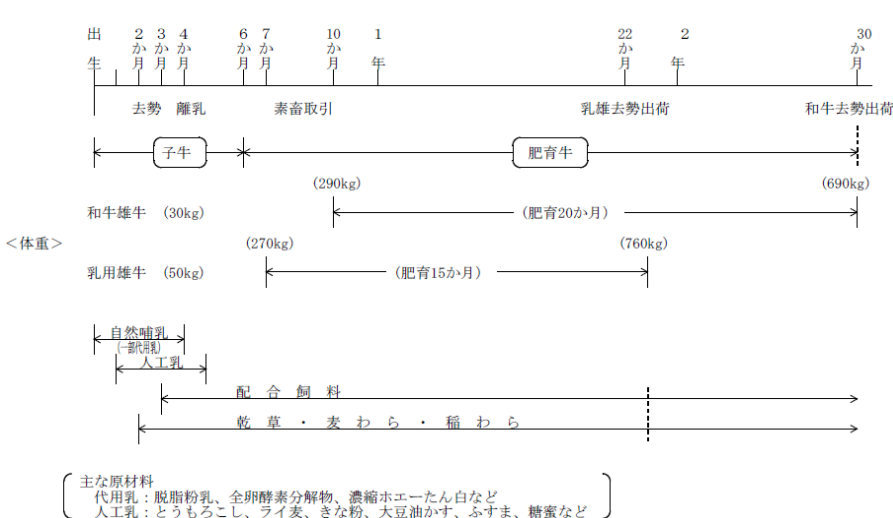 出生 2か月 3か月 4か月 6か月 7か月 10か月 1年 22か月 2年 30か月
去勢 離乳 素畜取引 乳雄去勢出荷 和牛去勢出荷
子牛 肥育牛
(290kg) (690kg)
和牛雄牛 (30kg) (肥育20か月)
<体重> (270kg) (760kg)
乳用雄牛 (50kg) (肥育15か月)
自然哺乳
(一部代用乳)
人工乳
配合飼料
乾草・麦わら・稲わら
主な原材料
代用乳:脱脂粉乳、全卵酵素分解物、濃縮ホエーたん白など
人工乳:とうもろこし、ライ麦、きな粉、大豆油かす、ふすま、糖蜜など